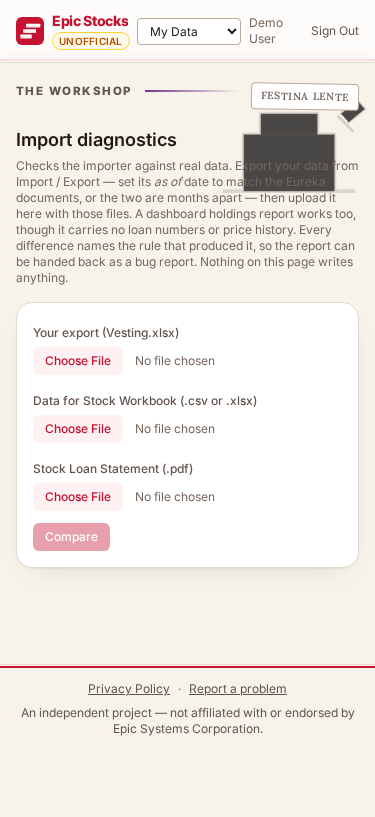 Epic Stocks
UNOFFICIAL
My Data
Demo User
Sign Out
THE WORKSHOP
FESTINA LENTE
Import diagnostics
Checks the importer against real data. Export your data from
Import / Export — set its as of date to match the Eureka
documents, or the two are months apart — then upload it
here with those files. A dashboard holdings report works too,
though it carries no loan numbers or price history. Every
difference names the rule that produced it, so the report can
be handed back as a bug report. Nothing on this page writes
anything.
Your export (Vesting.xlsx)
Choose File No file chosen
Data for Stock Workbook (.csv or .xlsx)
Choose File No file chosen
Stock Loan Statement (.pdf)
Choose File No file chosen
Compare
Privacy Policy · Report a problem
An independent project — not affiliated with or endorsed by
Epic Systems Corporation.